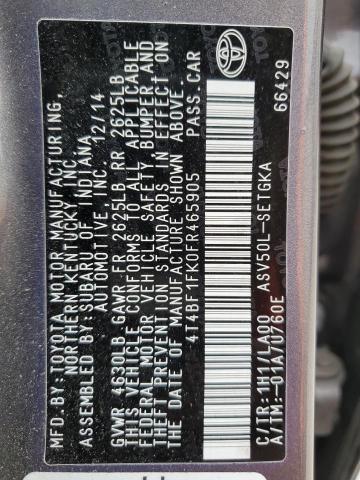 MFD. BY:TOYOTA MOTOR MANUFACTURING,
NORTHERN KENTUCKY, INC.
ASSEMBLED BY: SUBARU OF INDIANA
AUTOMOTIVE, INC. 12/14
GVWR 4630LB GAWR FR 2625LB RR 2625LB
THIS VEHICLE CONFORMS TO ALL APPLICABLE
FEDERAL MOTOR VEHICLE SAFETY, BUMPER AND
THEFT PREVENTION STANDARDS IN EFFECT ON
THE DATE OF MANUFACTURE SHOWN ABOVE.
4T4BF1FK0FR465905 PASS.CAR
C/TR:1H1/LA00 ASV50L-SETGKA
A/TM:-01A/0760E 66429